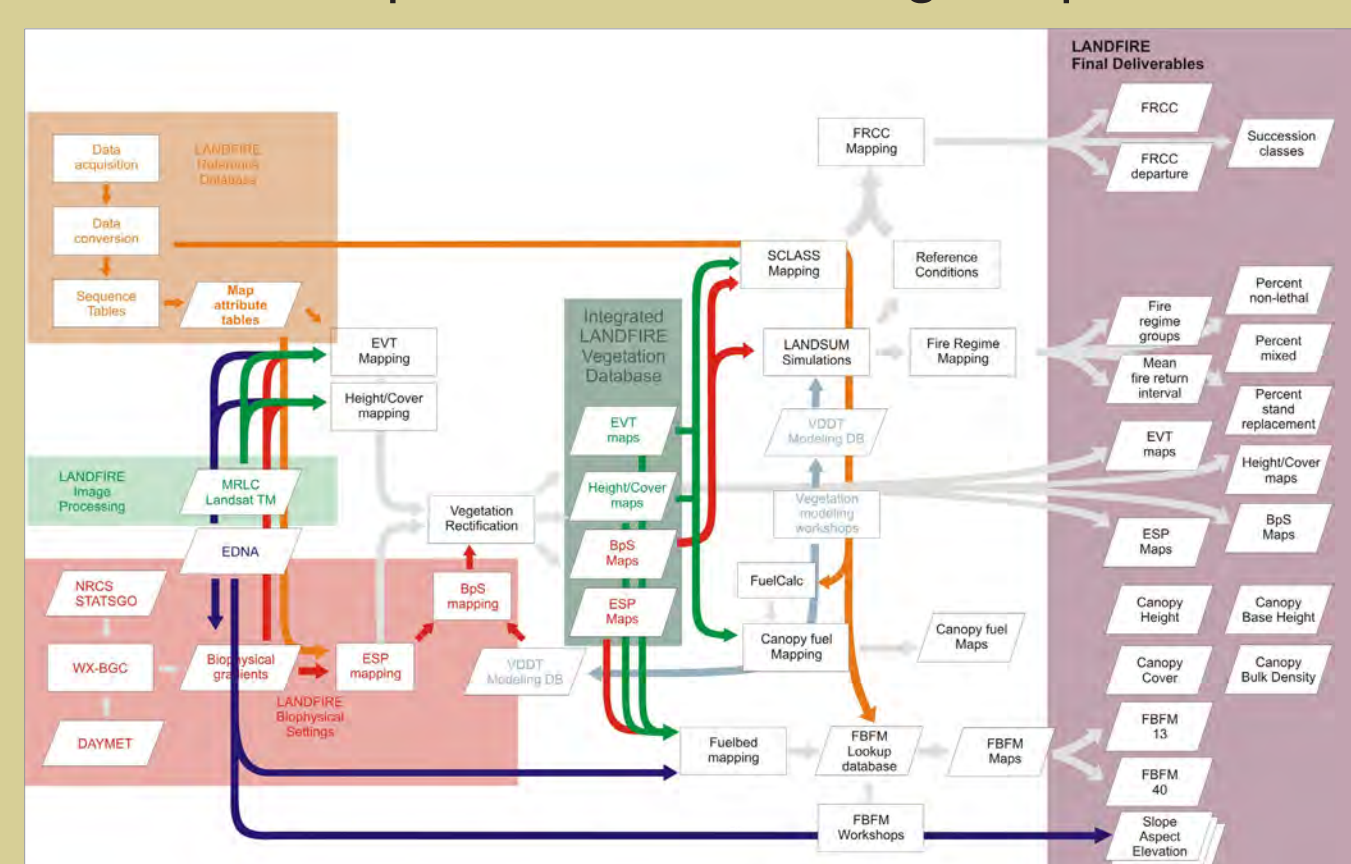 LANDFIRE
Final Deliverables
FRCC
Mapping
FRCC
FRCC
departure
Succession
classes
Data
acquisition
LANDFIRE
Reference
Database
Data
conversion
Sequence
Tables
Map
attribute
tables
SCLASS
Mapping
Reference
Conditions
Integrated
LANDFIRE
Vegetation
Database
EVT
Mapping
Height/Cover
mapping
LANDSUM
Simulations
Fire Regime
Mapping
Fire
regime
groups
Mean
fire return
interval
Percent
non-lethal
Percent
mixed
Percent
stand
replacement
EVT
maps
VDDT
Modeling DB
EVT
maps
Height/Cover
maps
LANDFIRE
Image
Processing
MRLC
Landsat TM
Vegetation
Rectification
Height/Cover
maps
Vegetation
modeling
workshops
EDNA
BpS
Maps
ESP
Maps
BpS
Maps
NRCS
STATSGO
BpS
mapping
ESP
Maps
FuelCalc
Canopy
Height
Canopy
Base Height
WX-BGC
Biophysical
gradients
ESP
mapping
VDDT
Modeling DB
Canopy fuel
Mapping
Canopy fuel
Maps
Canopy
Cover
Canopy
Bulk Density
LANDFIRE
Biophysical
Settings
DAYMET
Fuelbed
mapping
FBFM
Lookup
database
FBFM
Maps
FBFM
13
FBFM
40
FBFM
Workshops
Slope
Aspect
Elevation